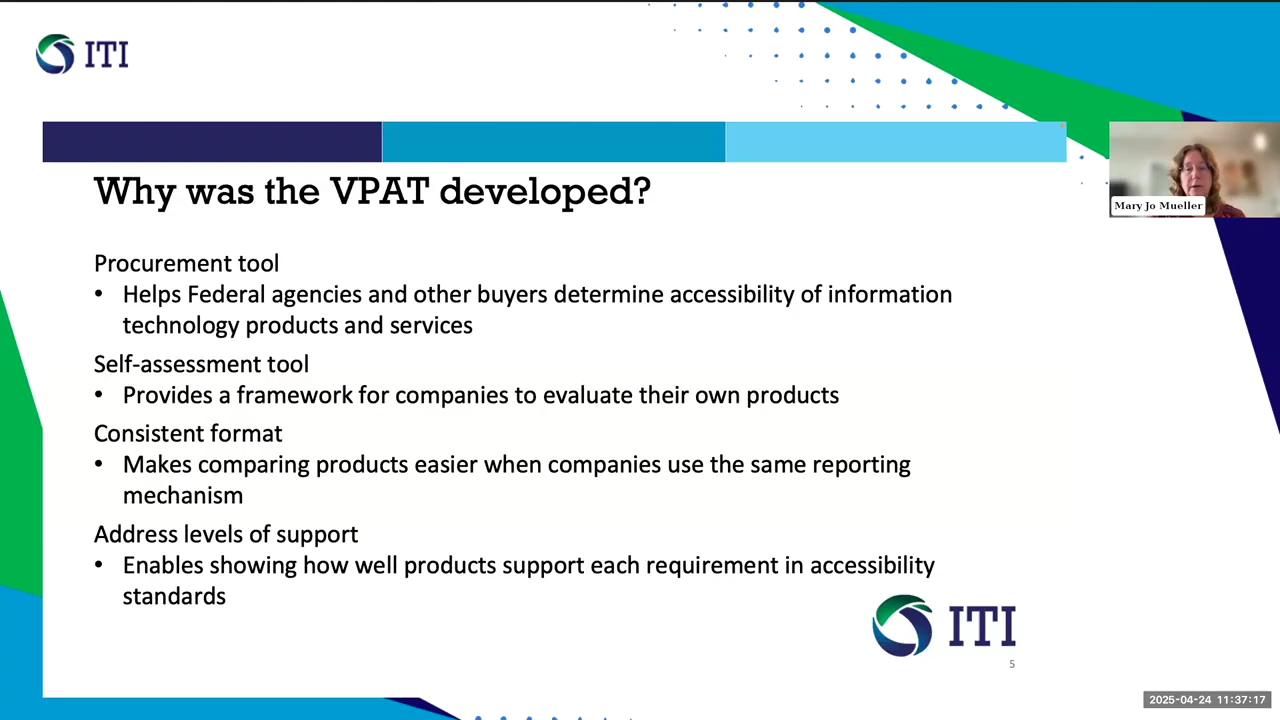 ITI
Why was the VPAT developed?
Mary Jo Mueller
Procurement tool
• Helps Federal agencies and other buyers determine accessibility of information
technology products and services
Self-assessment tool
• Provides a framework for companies to evaluate their own products
Consistent format
• Makes comparing products easier when companies use the same reporting
mechanism
Address levels of support
• Enables showing how well products support each requirement in accessibility
standards
ITI
5
2025-04-24 11:37:17